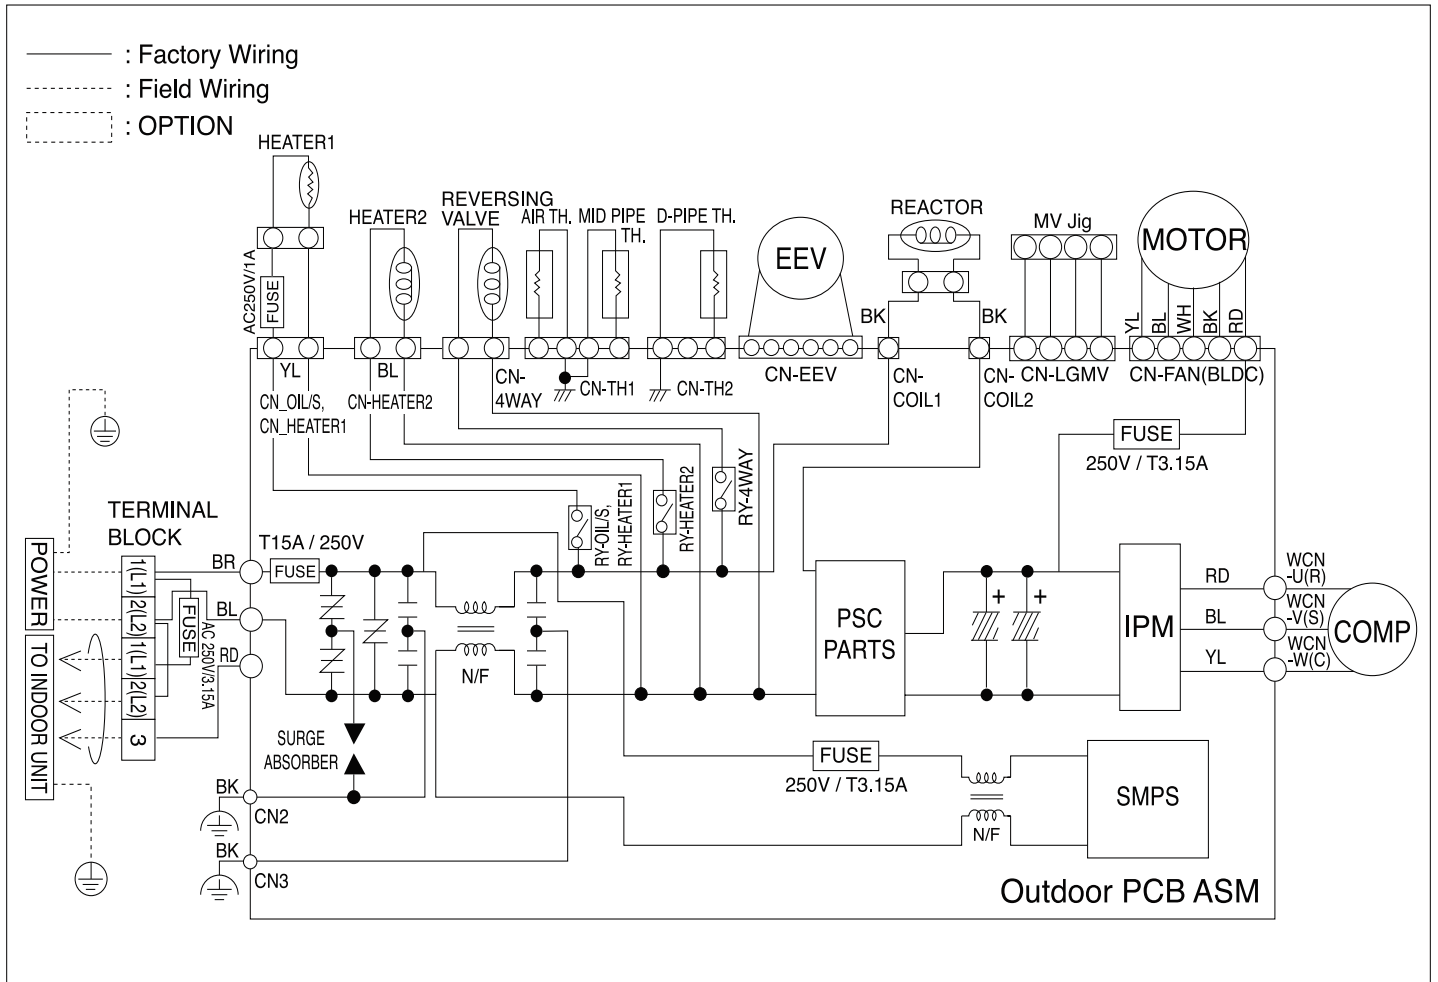 : Factory Wiring
: Field Wiring
: OPTION
HEATER1
HEATER2
REVERSING
VALVE
AIR TH.
MID PIPE
TH.
D-PIPE TH.
EEV
REACTOR
MV Jig
MOTOR
AC250V/1A
FUSE
BK
BK
YL
BL
WH
BK
RD
YL
BL
CN-
4WAY
CN-TH1
CN-TH2
CN-EEV
CN-
COIL1
CN-
COIL2
CN-LGMV
CN-FAN(BLDC)
CN_OIL/S,
CN_HEATER1
CN-HEATER2
FUSE
250V / T3.15A
RY-OIL/S,
RY-HEATER1
RY-HEATER2
RY-4WAY
TERMINAL
BLOCK
POWER
TO INDOOR UNIT
1(L1)
2(L2)
1(L1)
2(L2)
3
FUSE
AC 250V/3.15A
BR
BL
RD
T15A / 250V
FUSE
N/F
SURGE
ABSORBER
BK
CN2
BK
CN3
PSC
PARTS
+
+
IPM
RD
BL
YL
WCN
-U(R)
WCN
-V(S)
WCN
-W(C)
COMP
FUSE
250V / T3.15A
N/F
SMPS
Outdoor PCB ASM